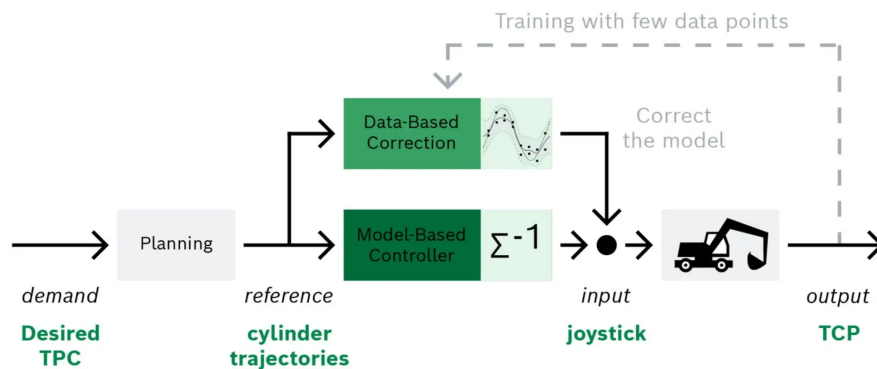 Training with few data points
Data-Based
Correction
Correct
the model
Planning
Model-Based
Controller
Σ⁻¹
demand
reference
input
output
Desired
TPC
cylinder
trajectories
joystick
TCP